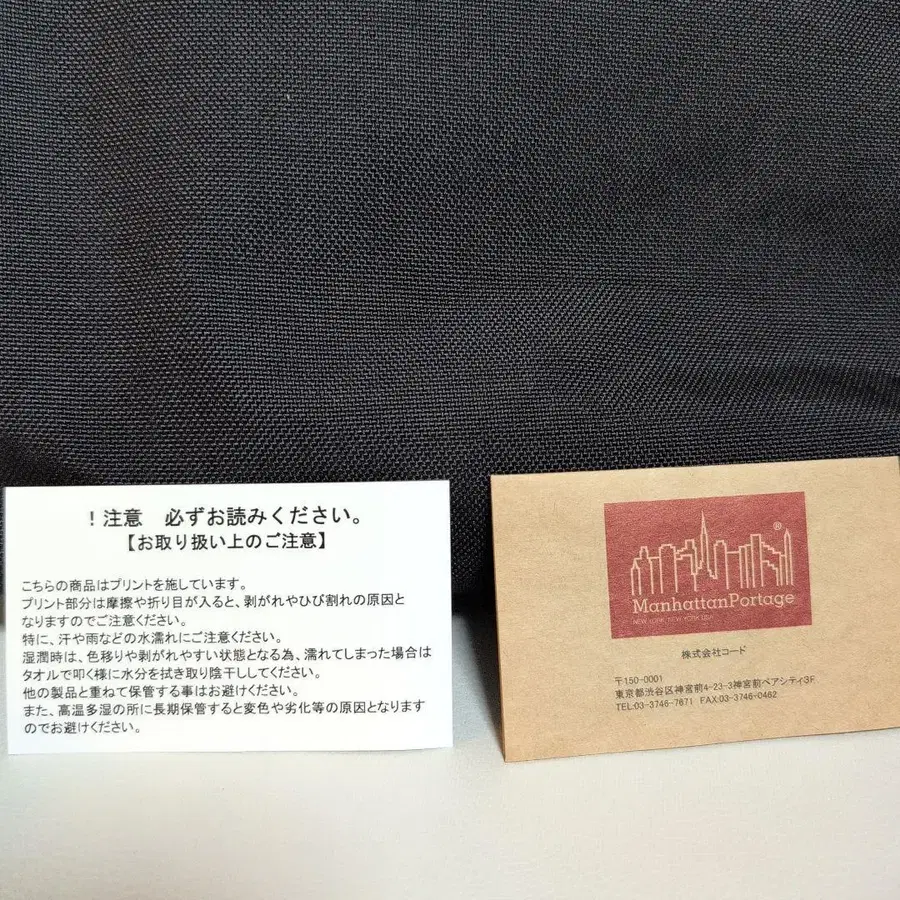 ！注意　必ずお読みください。
【お取り扱い上のご注意】
こちらの商品はプリントを施しています。
プリント部分は摩擦や折り目が入ると、剥がれやひび割れの原因と
なりますのでご注意ください。
特に、汗や雨などの水濡れにご注意ください。
湿潤時は、色移りや剥がれやすい状態となる為、濡れてしまった場合は
タオルで叩く様に水分を拭き取り陰干ししてください。
他の製品と重ねて保管する事はお避けください。
また、高温多湿の所に長期保管すると変色や劣化等の原因となります
のでお避けください。
®
ManhattanPortage
NEW YORK, NEW YORK USA
株式会社コード
〒150-0001
東京都渋谷区神宮前4-23-3神宮前ペアシティ3F
TEL:03-3746-7671 FAX:03-3746-0462